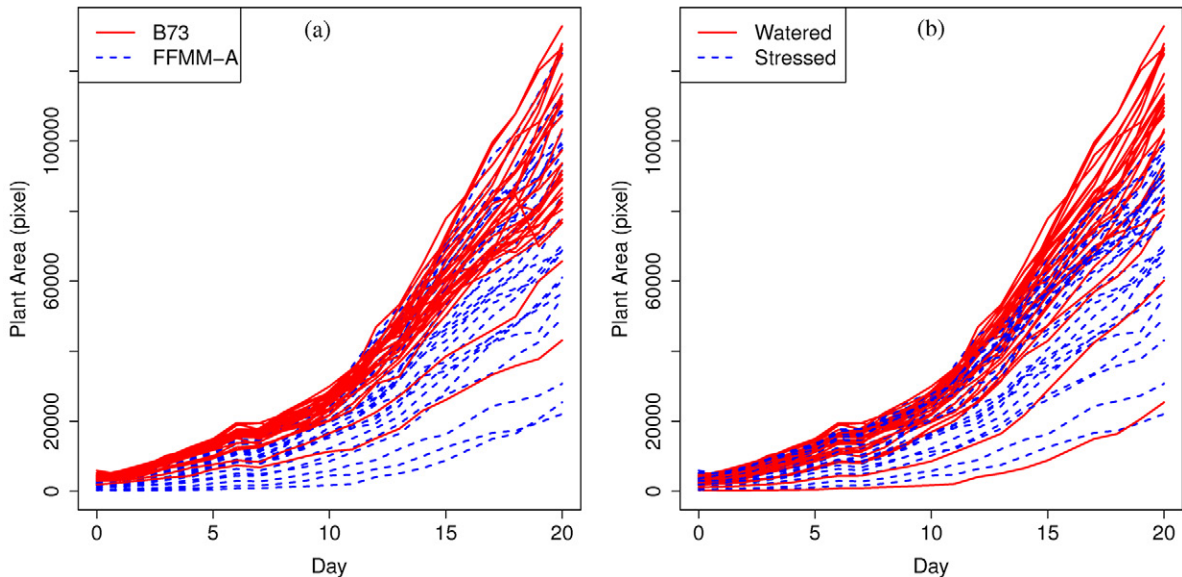 B73
FFMM-A
(a)
Plant Area (pixel)
0
20000
60000
100000
0
5
10
15
20
Day
Watered
Stressed
(b)
Plant Area (pixel)
0
20000
60000
100000
0
5
10
15
20
Day